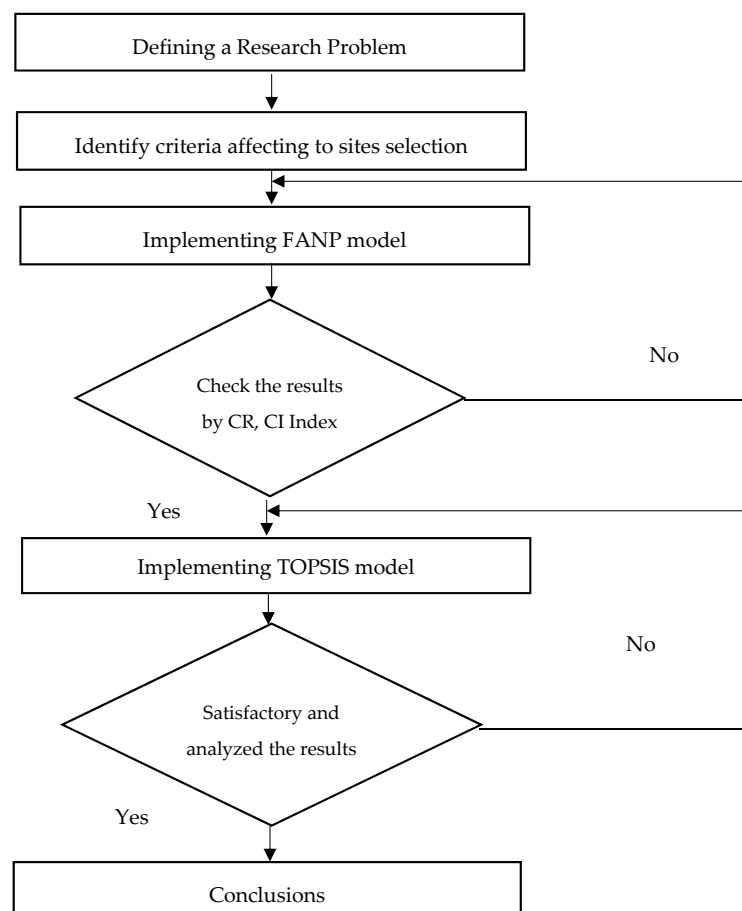 Defining a Research Problem
Identify criteria affecting to sites selection
Implementing FANP model
No
Check the results
by CR, CI Index
Yes
Implementing TOPSIS model
No
Satisfactory and
analyzed the results
Yes
Conclusions